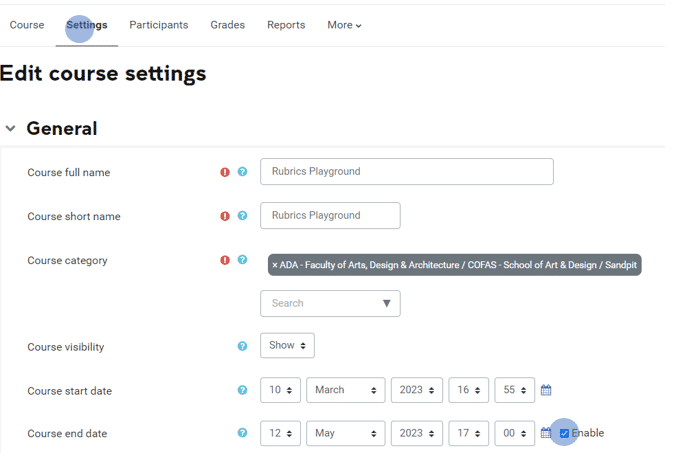 Course Settings Participants Grades Reports More
Edit course settings
General
Course full name ! ? Rubrics Playground
Course short name ! ? Rubrics Playground
Course category ! ? × ADA - Faculty of Arts, Design & Architecture / COFAS - School of Art & Design / Sandpit
Search ▼
Course visibility ? Show
Course start date ? 10 March 2023 16 55
Course end date ? 12 May 2023 17 00 Enable